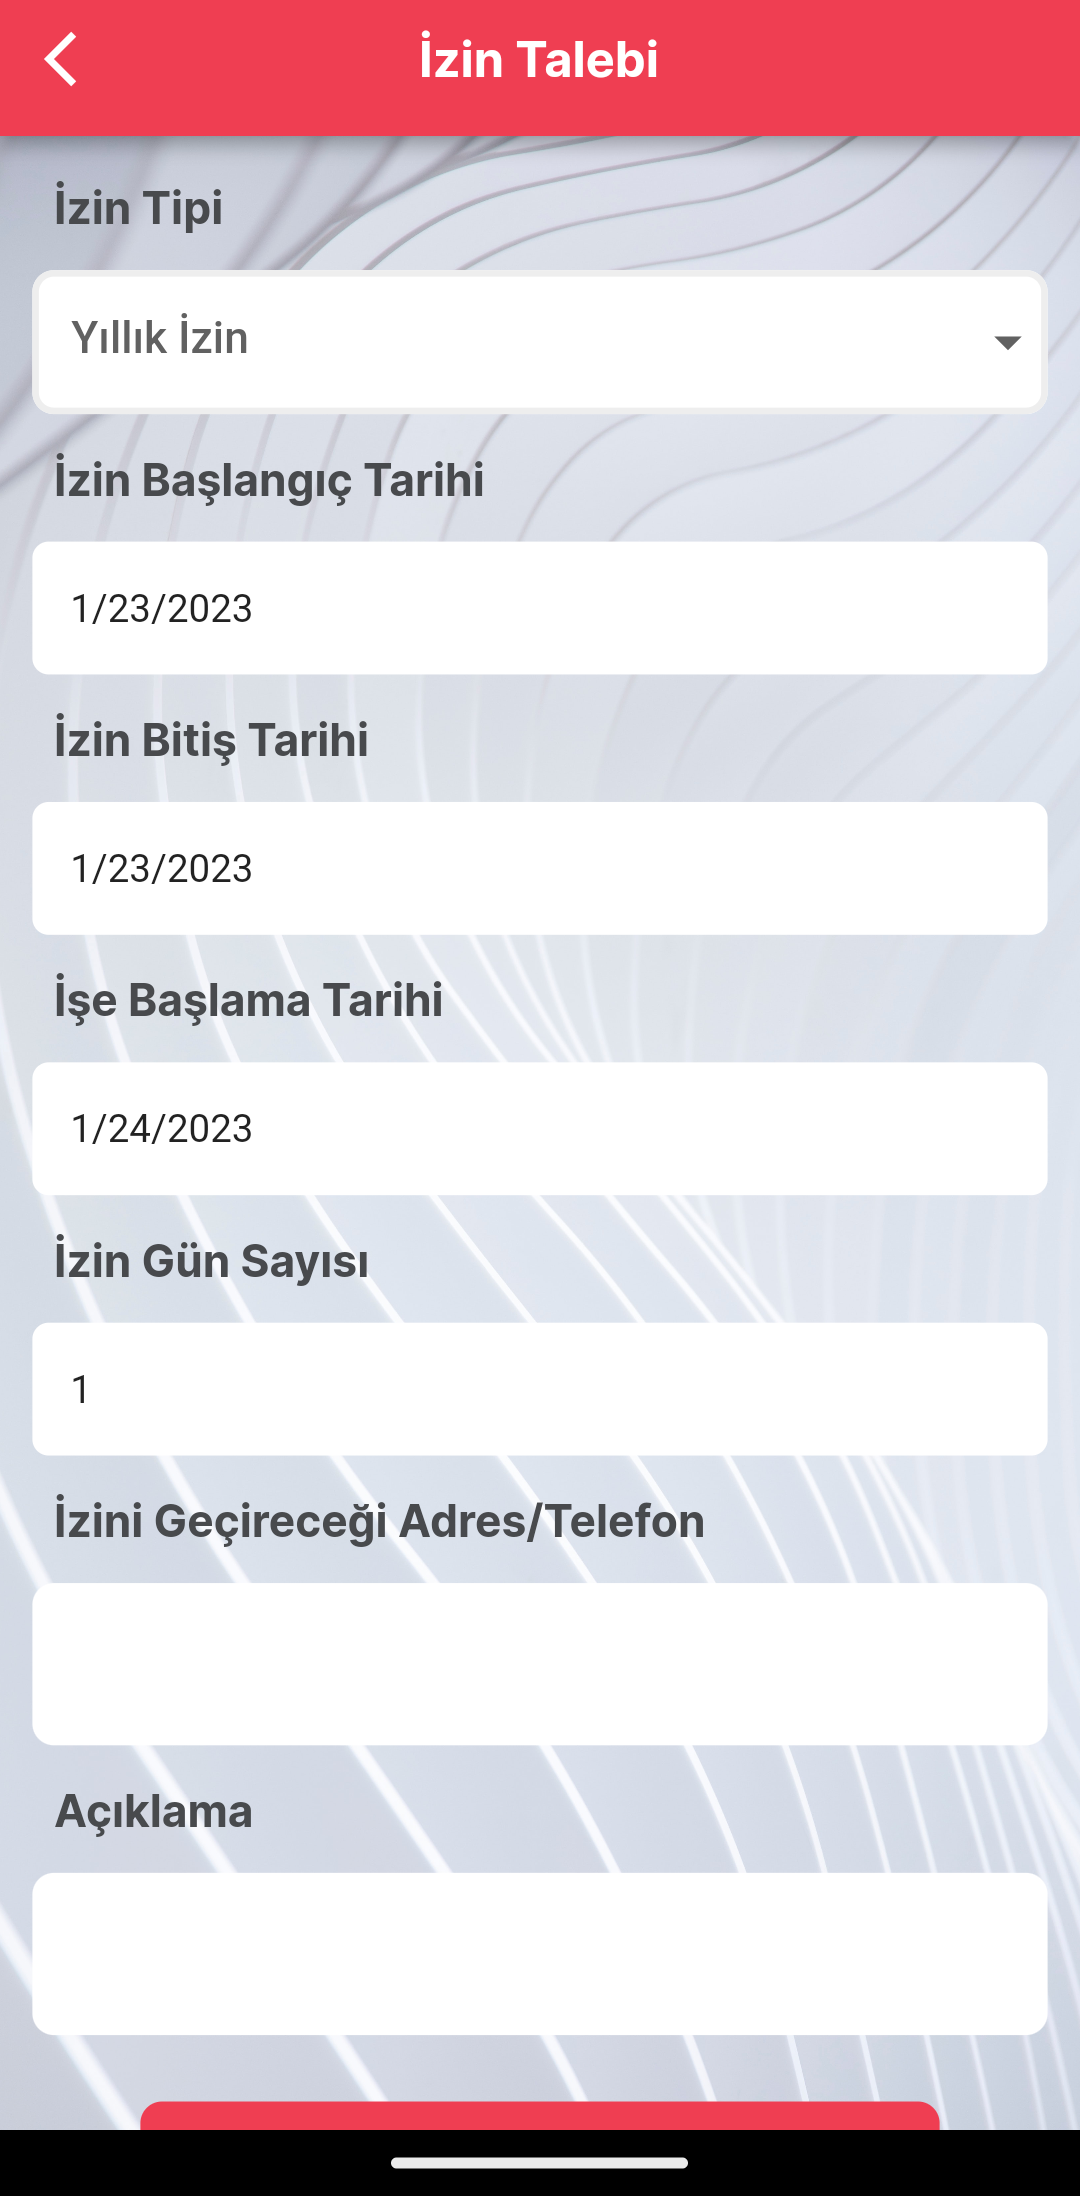 İzin Talebi
İzin Tipi
Yıllık İzin
İzin Başlangıç Tarihi
1/23/2023
İzin Bitiş Tarihi
1/23/2023
İşe Başlama Tarihi
1/24/2023
İzin Gün Sayısı
1
İzini Geçireceği Adres/Telefon
Açıklama